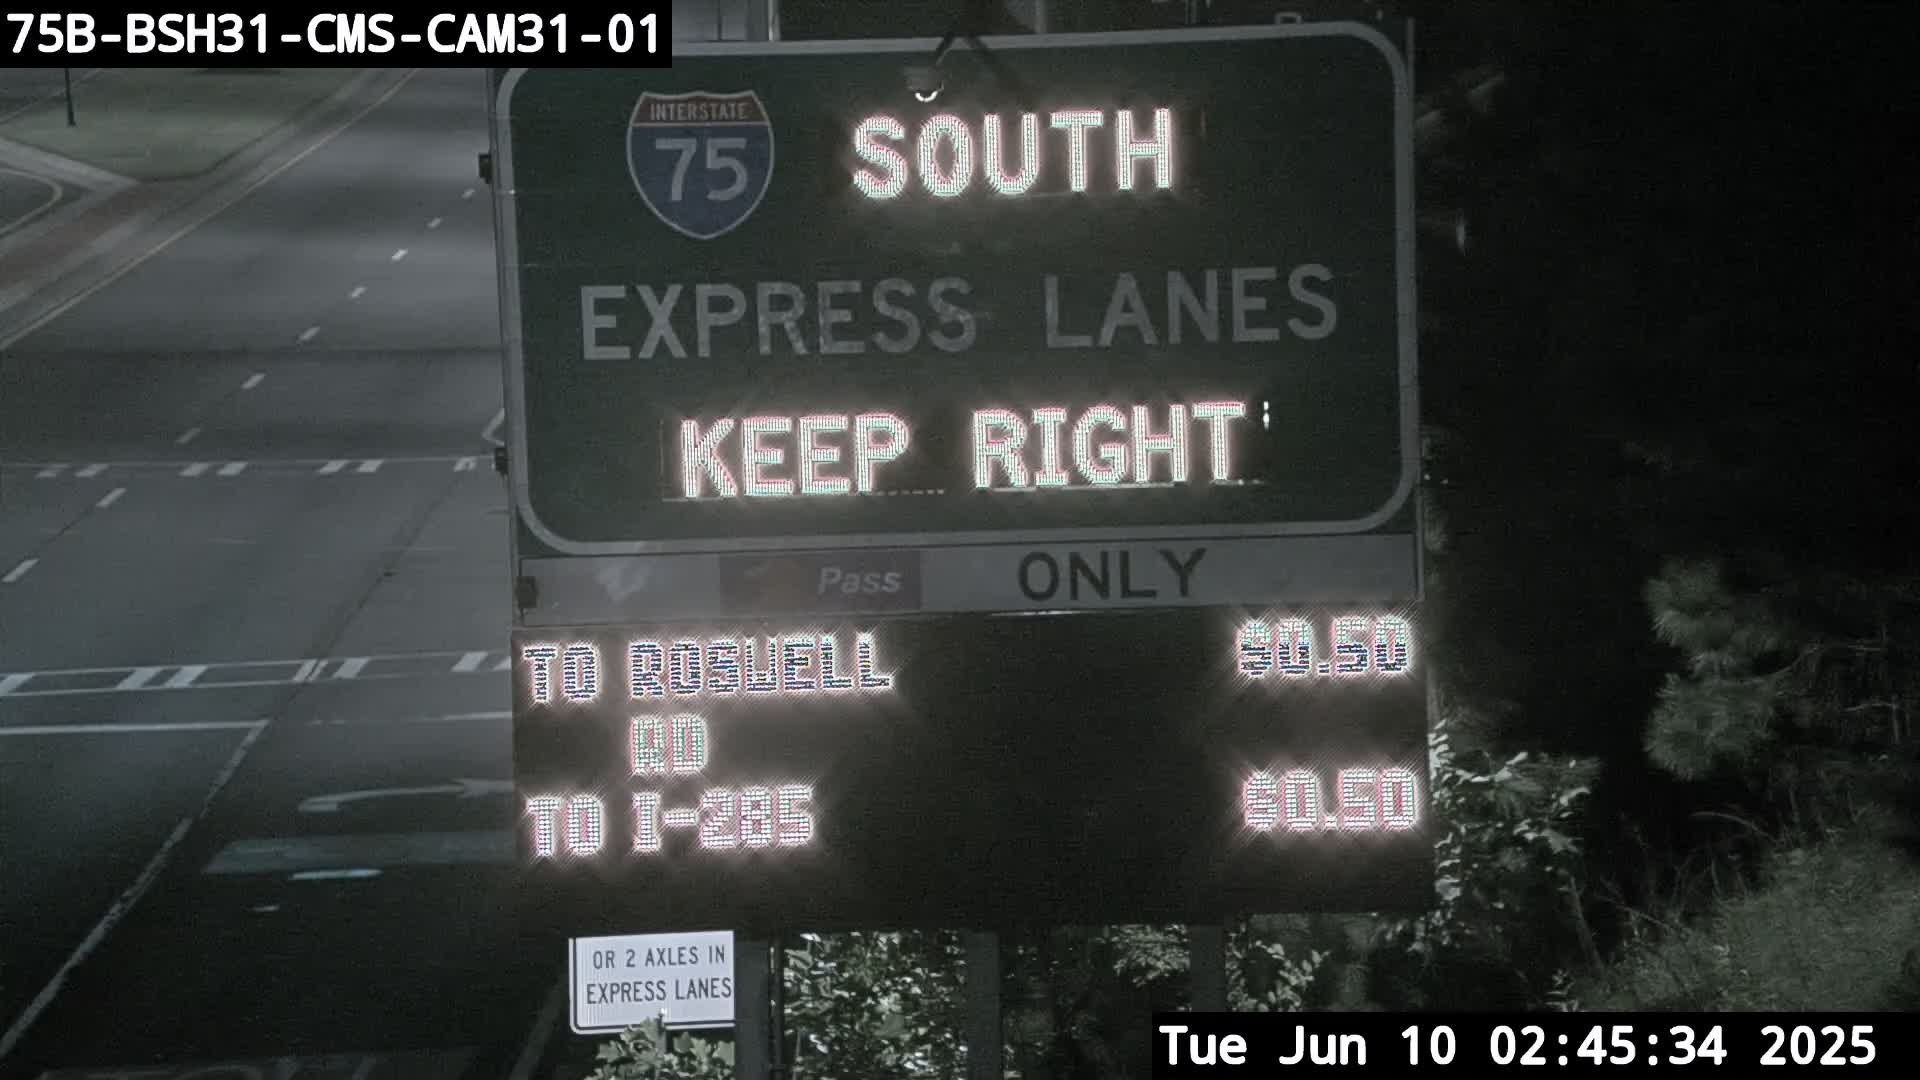 75B-BSH31-CMS-CAM31-01
INTERSTATE
75
SOUTH
EXPRESS LANES
KEEP RIGHT
Pass ONLY
TO ROSWELL $0.50
RD
TO I-285 $0.50
OR 2 AXLES IN
EXPRESS LANES
Tue Jun 10 02:45:34 2025